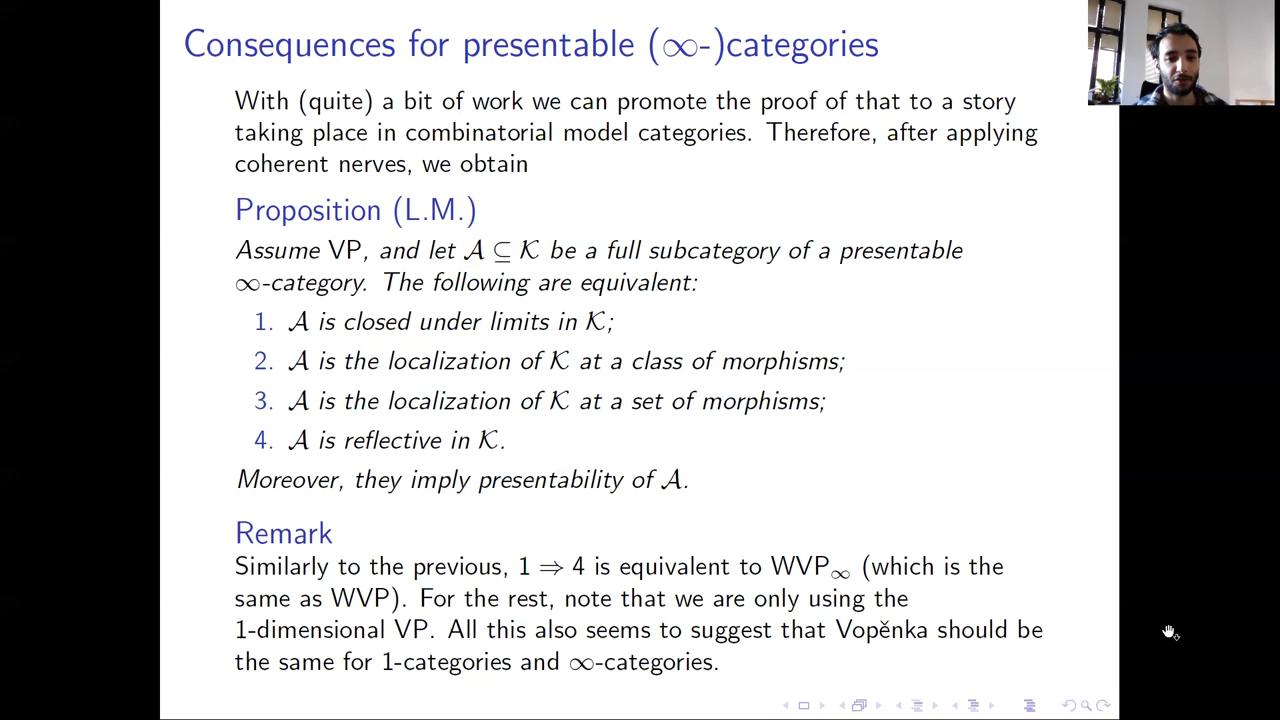 Consequences for presentable (∞-)categories
With (quite) a bit of work we can promote the proof of that to a story
taking place in combinatorial model categories. Therefore, after applying
coherent nerves, we obtain
Proposition (L.M.)
Assume VP, and let 𝒜 ⊆ 𝒦 be a full subcategory of a presentable
∞-category. The following are equivalent:
1. 𝒜 is closed under limits in 𝒦;
2. 𝒜 is the localization of 𝒦 at a class of morphisms;
3. 𝒜 is the localization of 𝒦 at a set of morphisms;
4. 𝒜 is reflective in 𝒦.
Moreover, they imply presentability of 𝒜.
Remark
Similarly to the previous, 1 ⇒ 4 is equivalent to WVP∞ (which is the
same as WVP). For the rest, note that we are only using the
1-dimensional VP. All this also seems to suggest that Vopěnka should be
the same for 1-categories and ∞-categories.